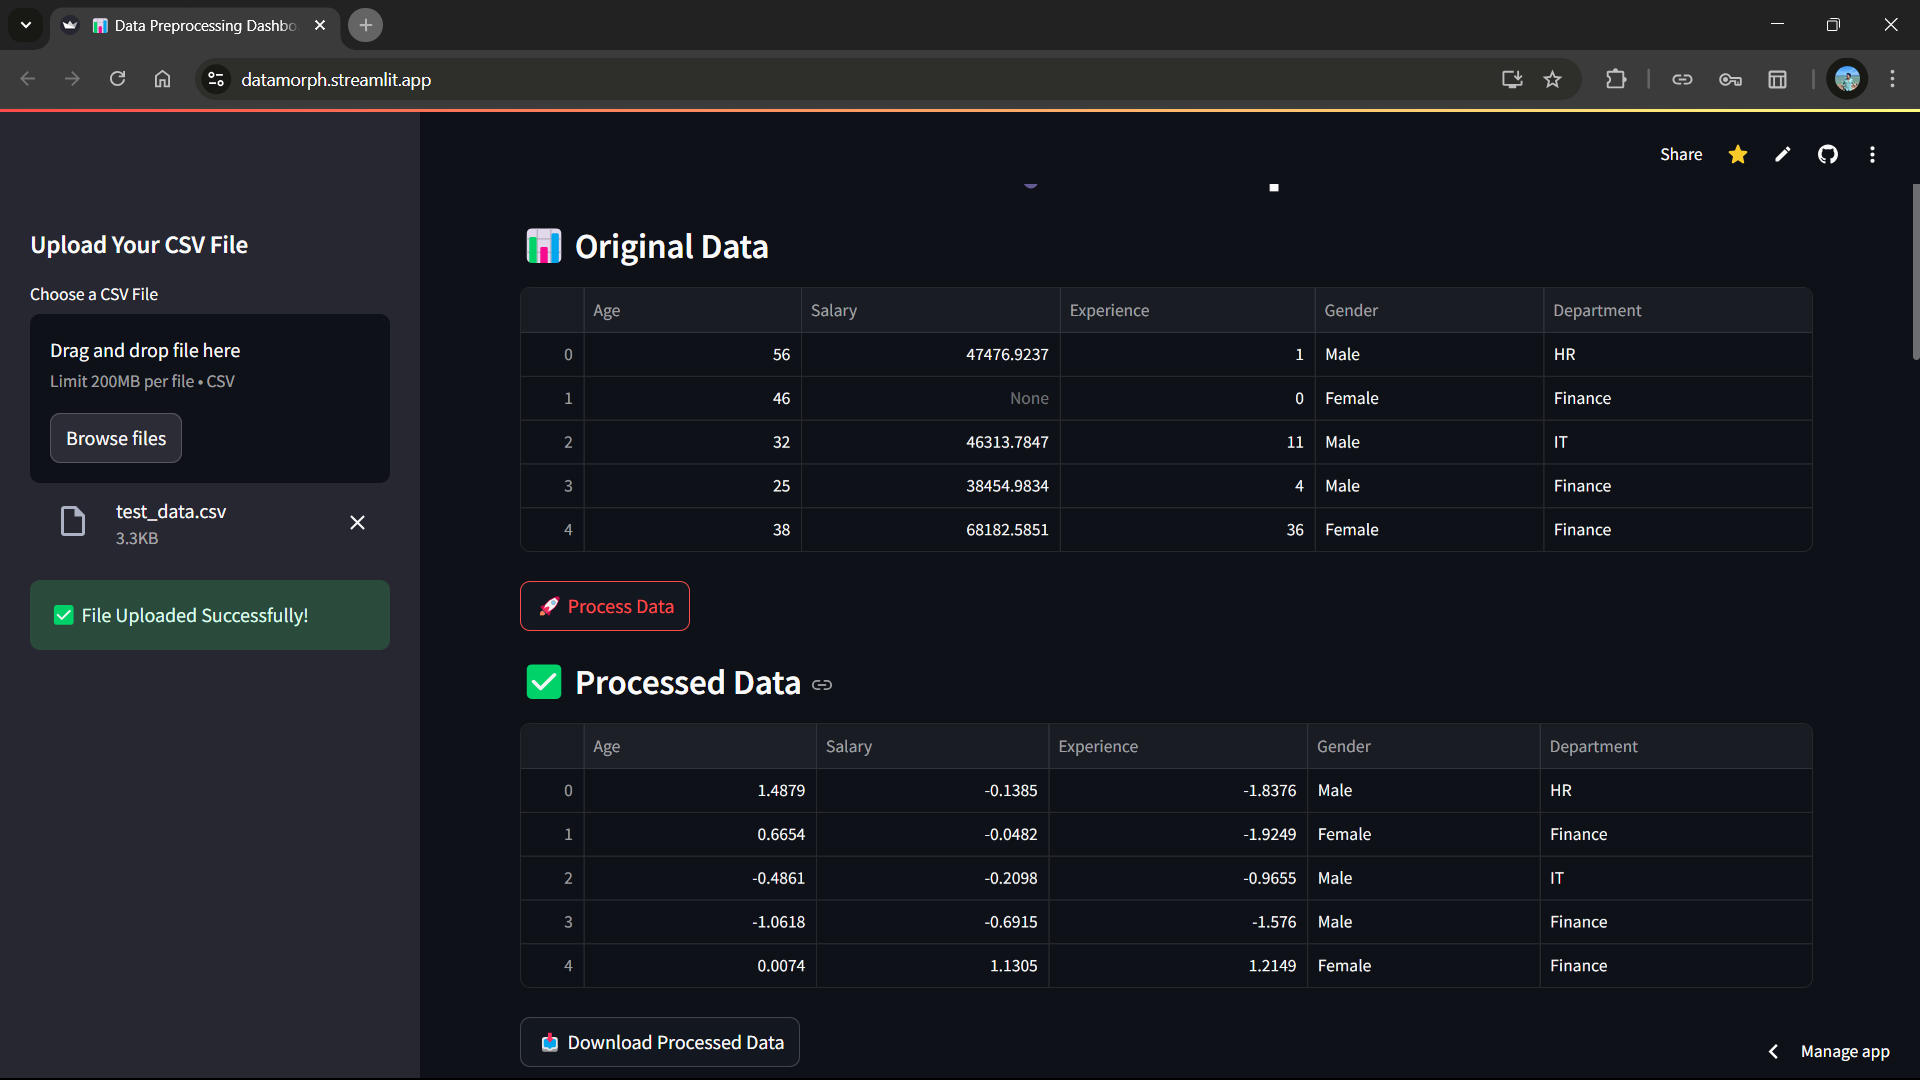 Data Preprocessing Dashbo
datamorph.streamlit.app
Share
Upload Your CSV File
Choose a CSV File
Drag and drop file here
Limit 200MB per file • CSV
Browse files
test_data.csv
3.3KB
File Uploaded Successfully!
Original Data
Age Salary Experience Gender Department
0 56 47476.9237 1 Male HR
1 46 None 0 Female Finance
2 32 46313.7847 11 Male IT
3 25 38454.9834 4 Male Finance
4 38 68182.5851 36 Female Finance
Process Data
Processed Data
Age Salary Experience Gender Department
0 1.4879 -0.1385 -1.8376 Male HR
1 0.6654 -0.0482 -1.9249 Female Finance
2 -0.4861 -0.2098 -0.9655 Male IT
3 -1.0618 -0.6915 -1.576 Male Finance
4 0.0074 1.1305 1.2149 Female Finance
Download Processed Data
Manage app